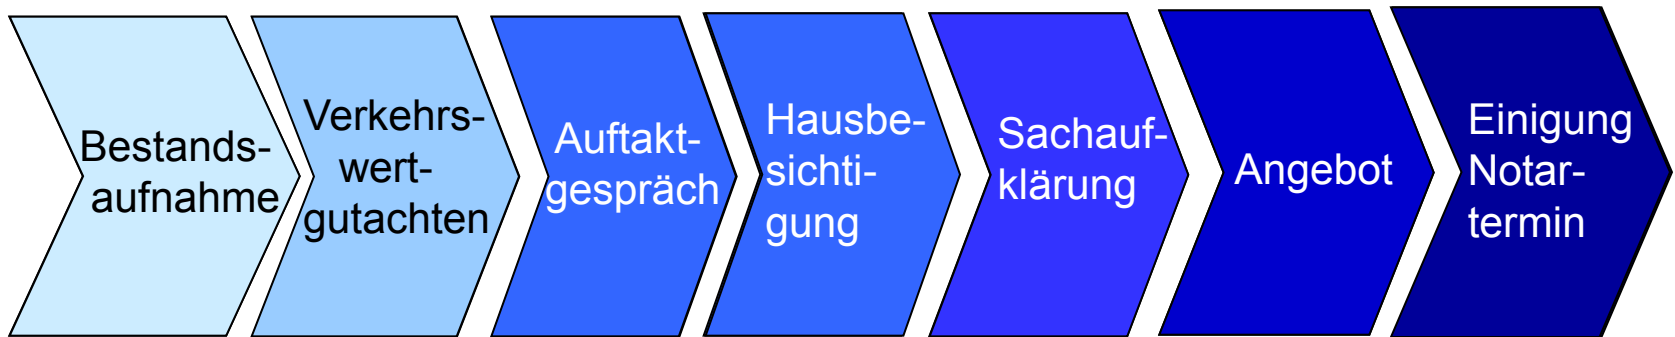 Bestands-
aufnahme
Verkehrs-
wert-
gutachten
Auftakt-
gespräch
Hausbe-
sichti-
gung
Sachauf-
klärung
Angebot
Einigung
Notar-
termin